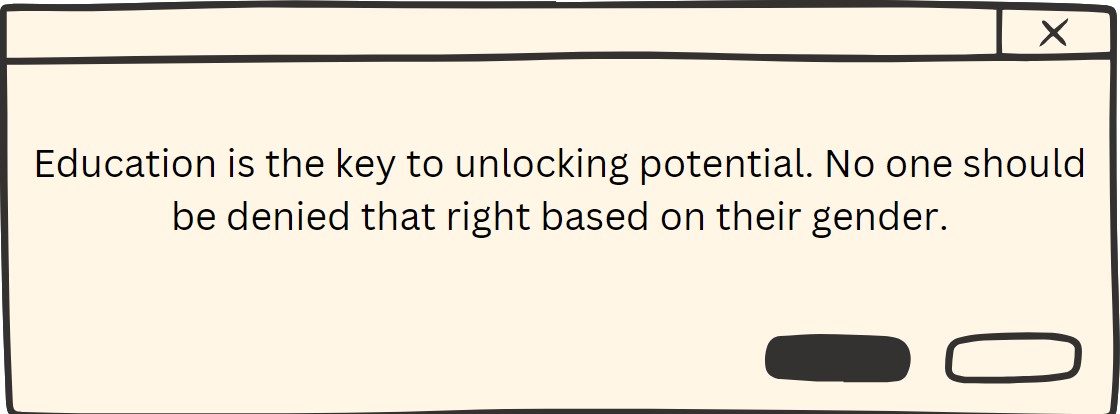 Education is the key to unlocking potential. No one should
be denied that right based on their gender.